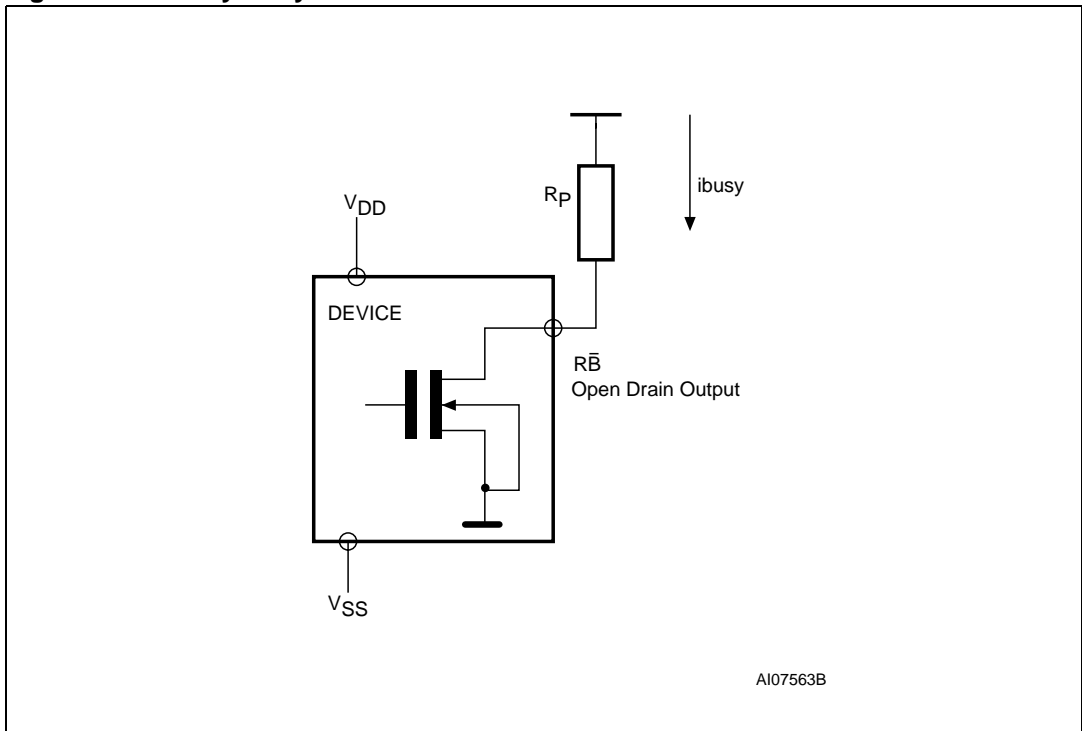 RP
ibusy
VDD
DEVICE
RB̄
Open Drain Output
VSS
AI07563B